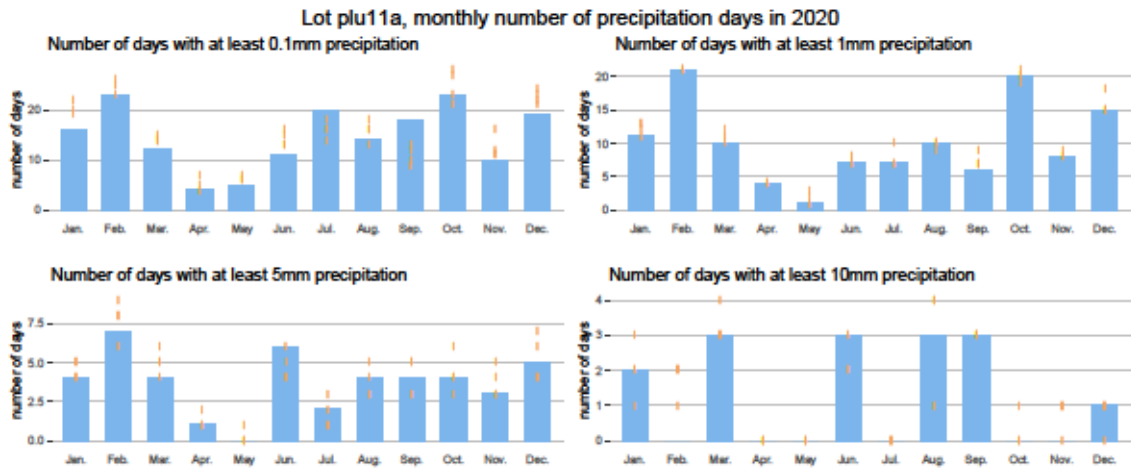 Lot plu11a, monthly number of precipitation days in 2020
Number of days with at least 0.1mm precipitation
number of days
20
10
0
Jan. Feb. Mar. Apr. May Jun. Jul. Aug. Sep. Oct. Nov. Dec.
Number of days with at least 1mm precipitation
number of days
20
15
10
5
0
Jan. Feb. Mar. Apr. May Jun. Jul. Aug. Sep. Oct. Nov. Dec.
Number of days with at least 5mm precipitation
number of days
7.5
5.0
2.5
0.0
Jan. Feb. Mar. Apr. May Jun. Jul. Aug. Sep. Oct. Nov. Dec.
Number of days with at least 10mm precipitation
number of days
4
3
2
1
0
Jan. Feb. Mar. Apr. May Jun. Jul. Aug. Sep. Oct. Nov. Dec.